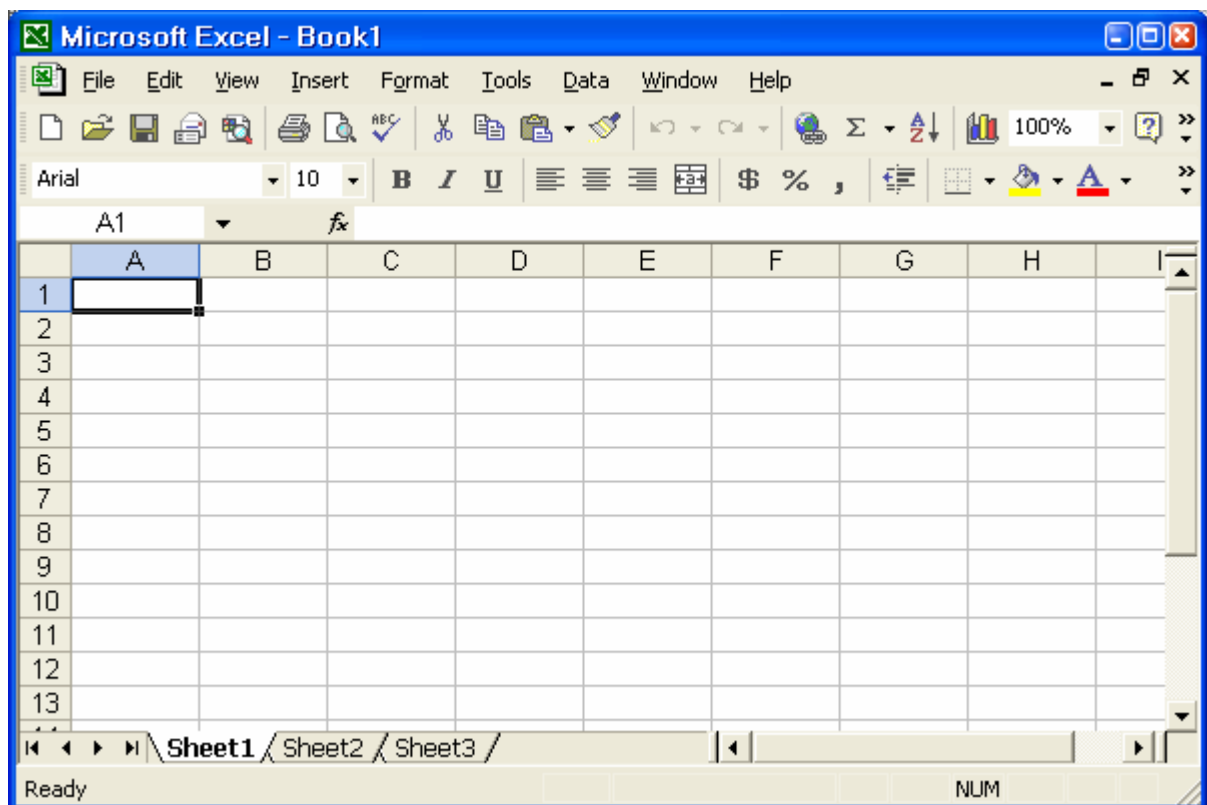 Microsoft Excel - Book1
File Edit View Insert Format Tools Data Window Help
ABC Σ A Z 100% ?
Arial 10 B I U a $ % , A
A1 fx
A B C D E F G H I
1
2
3
4
5
6
7
8
9
10
11
12
13
Sheet1 Sheet2 Sheet3
Ready NUM